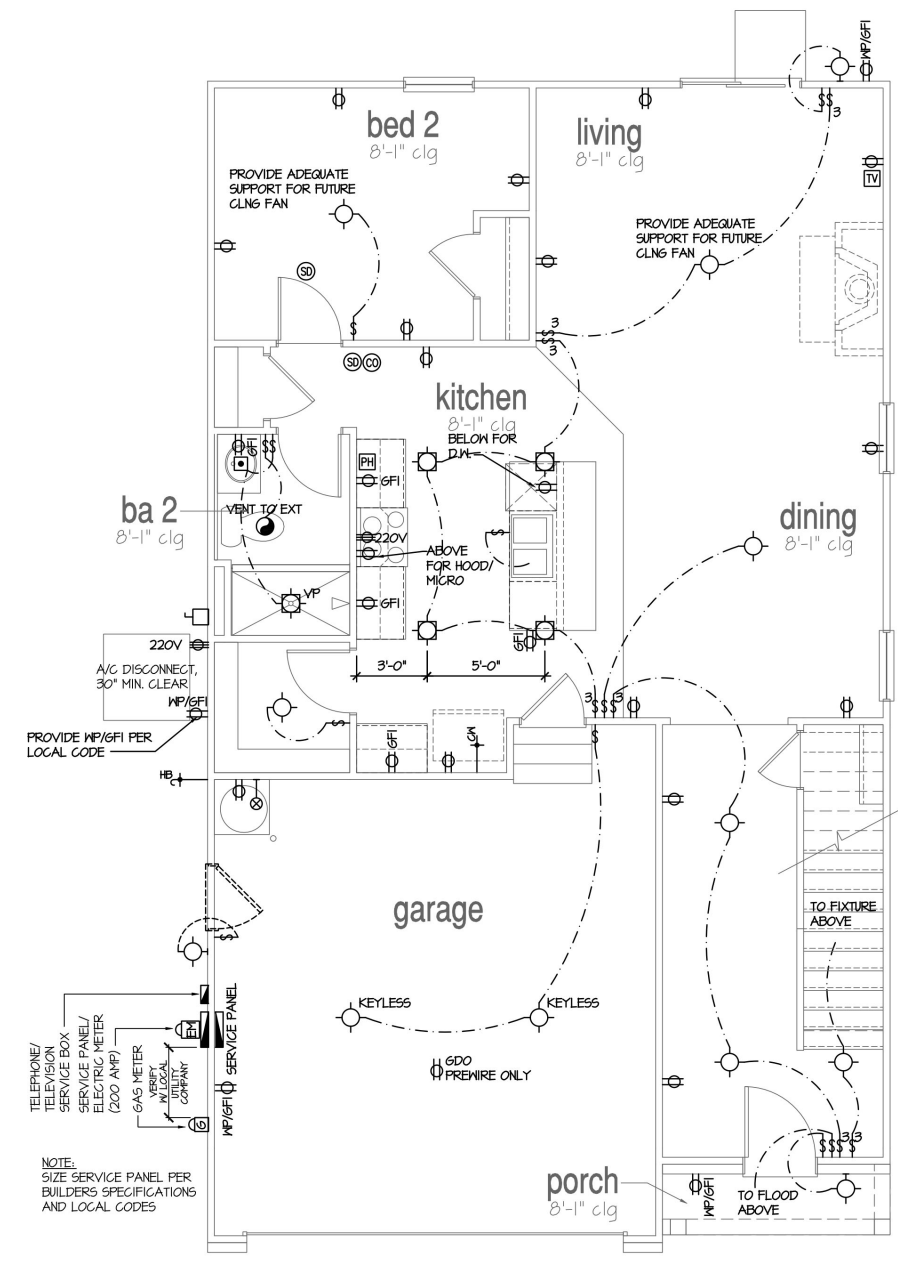 WP/GFI
bed 2
8'-1" clg
living
8'-1" clg
$$
3
TV
PROVIDE ADEQUATE
SUPPORT FOR FUTURE
CLNG FAN
PROVIDE ADEQUATE
SUPPORT FOR FUTURE
CLNG FAN
SD
$
3
$$
3
SD
CO
kitchen
8'-1" clg
BELOW FOR
D.W.
GFI
$$
PH
GFI
ba 2
8'-1" clg
VENT TO EXT
220V
$
ABOVE
FOR HOOD/
MICRO
dining
8'-1" clg
VP
GFI
GFI
220V
A/C DISCONNECT,
30" MIN. CLEAR
3'-0"
5'-0"
WP/GFI
PROVIDE WP/GFI PER
LOCAL CODE
3
$$$
3
$
$
GFI
CW
HB
garage
$
TO FIXTURE
ABOVE
KEYLESS
KEYLESS
SERVICE PANEL
EM
GDO
PREWIRE ONLY
TELEPHONE/
TELEVISION
SERVICE BOX
SERVICE PANEL/
ELECTRIC METER
(200 AMP)
GAS METER
VERIFY
W/ LOCAL
UTILITY
COMPANY
WP/GFI
G
3
3
$$$$
NOTE:
SIZE SERVICE PANEL PER
BUILDERS SPECIFICATIONS
AND LOCAL CODES
porch
8'-1" clg
WP/GFI
TO FLOOD
ABOVE